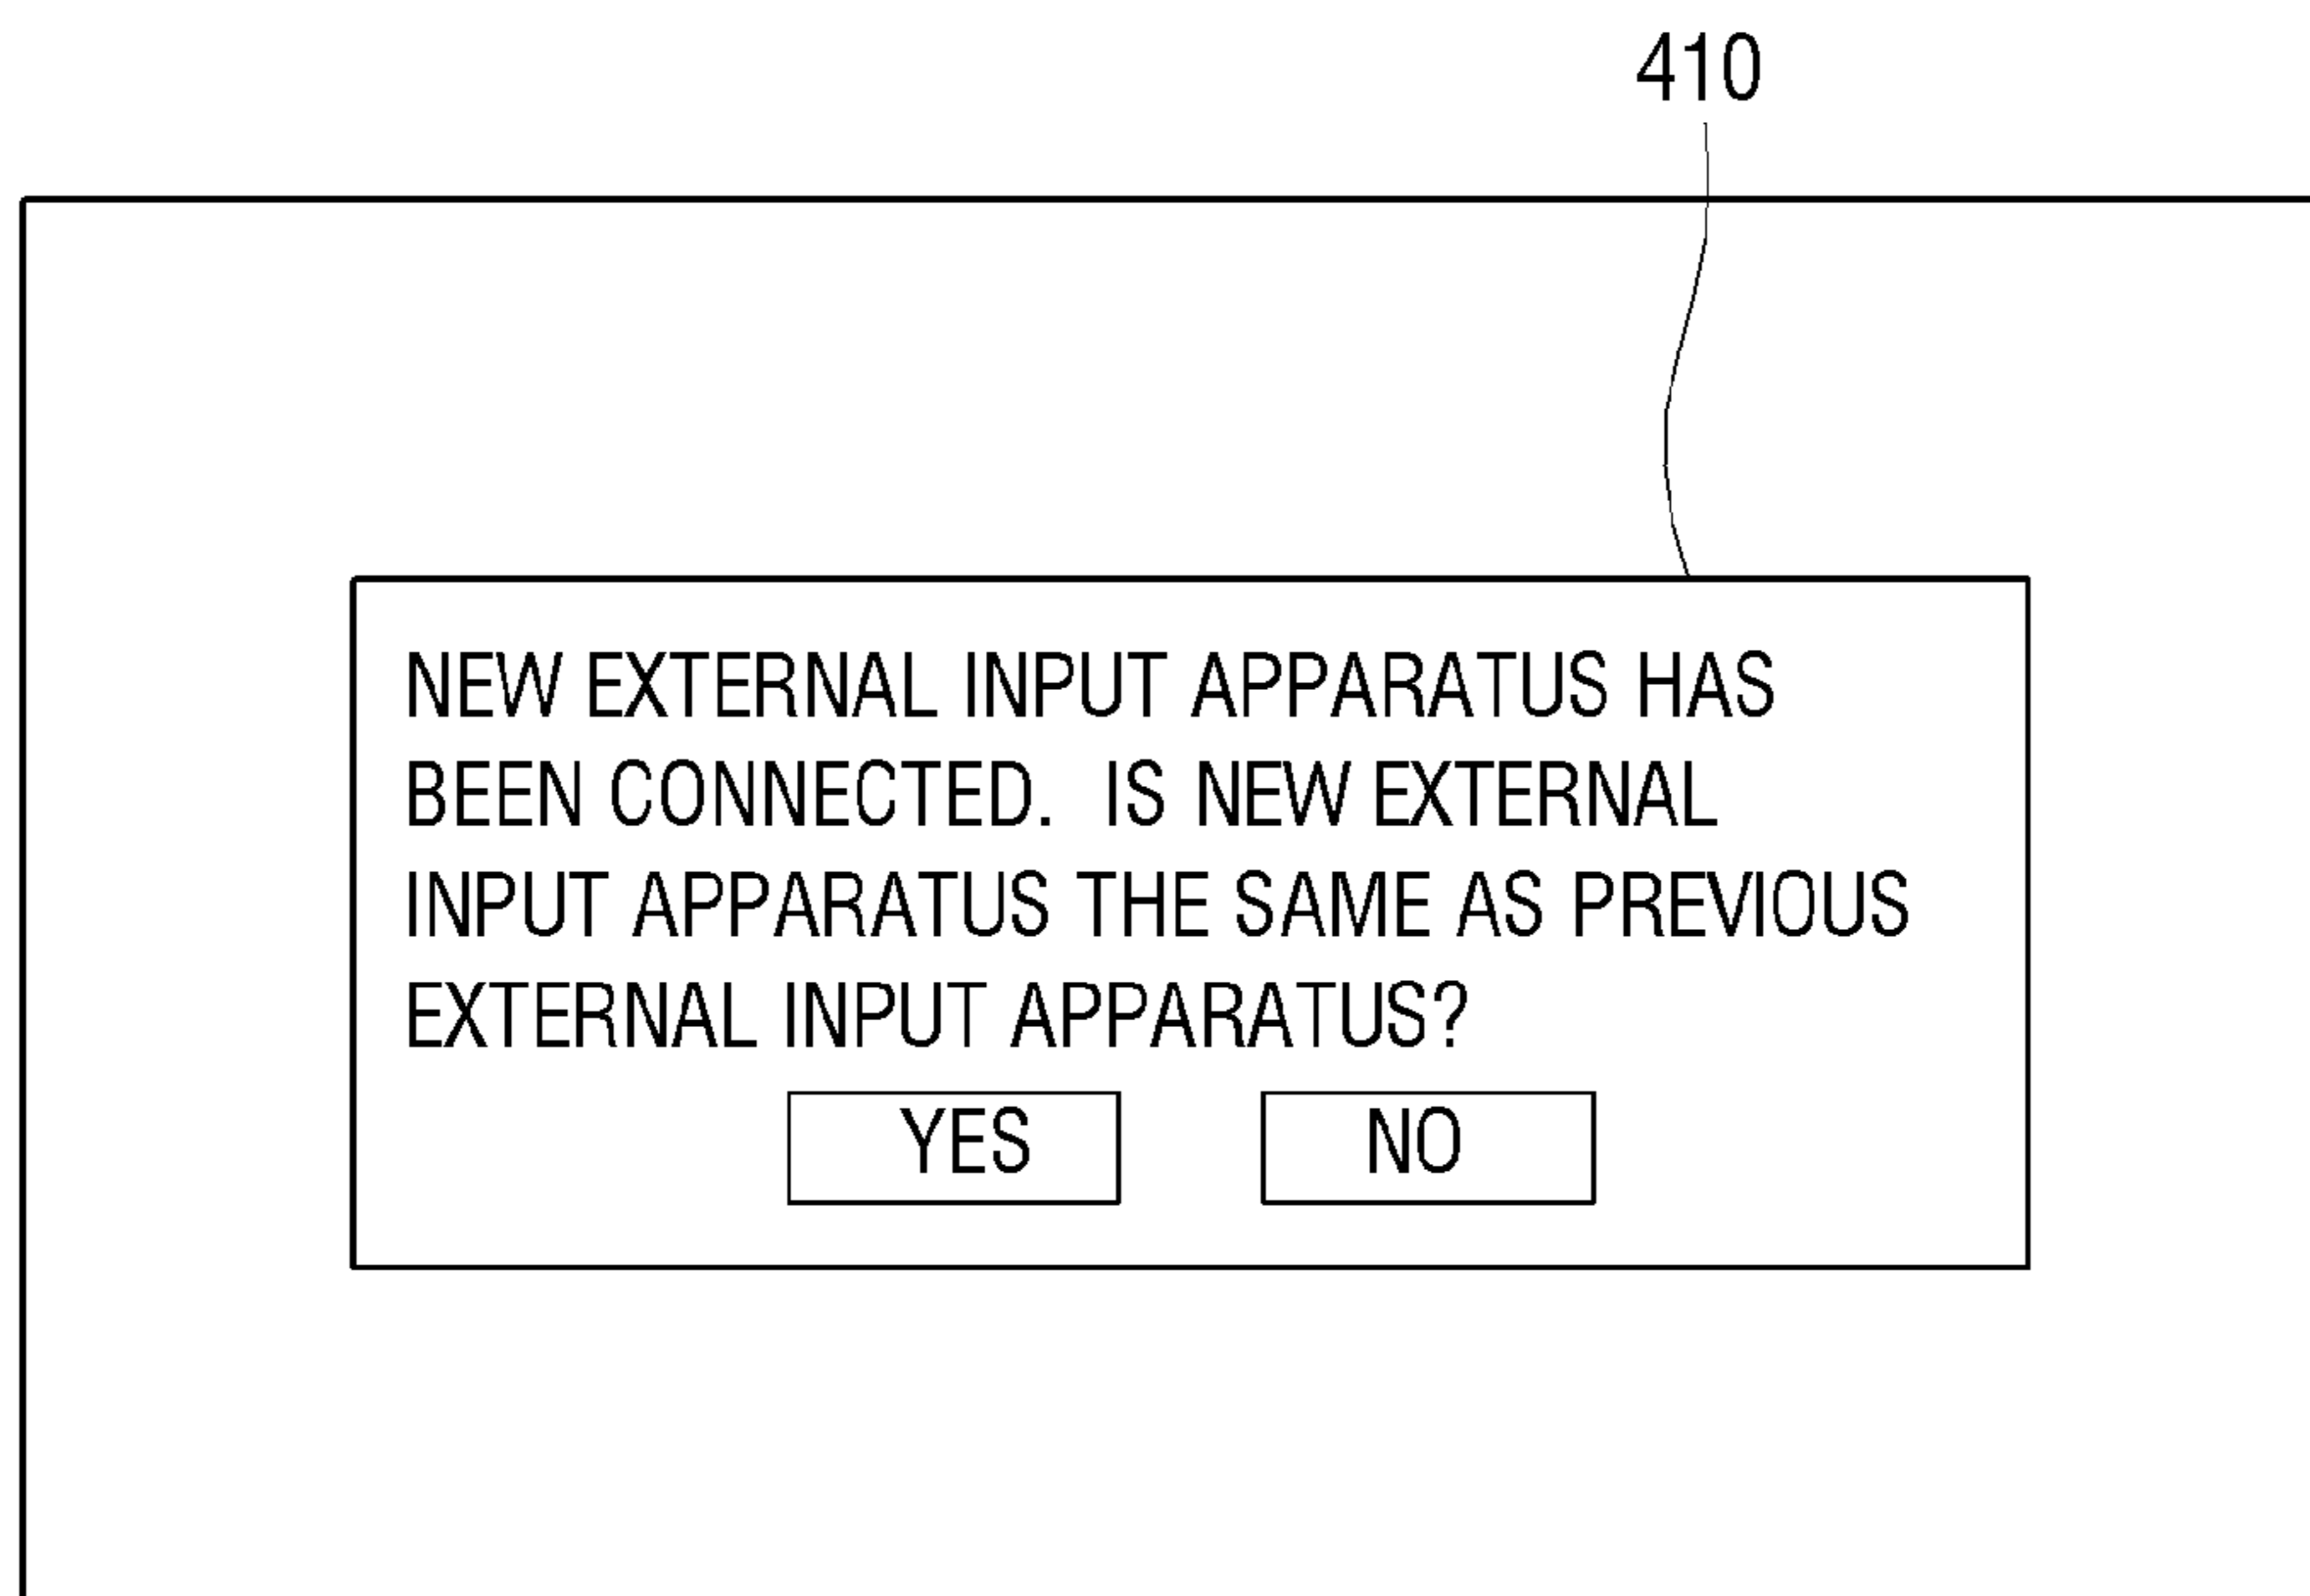 410
NEW EXTERNAL INPUT APPARATUS HAS
BEEN CONNECTED.  IS NEW EXTERNAL
INPUT APPARATUS THE SAME AS PREVIOUS
EXTERNAL INPUT APPARATUS?
YES NO